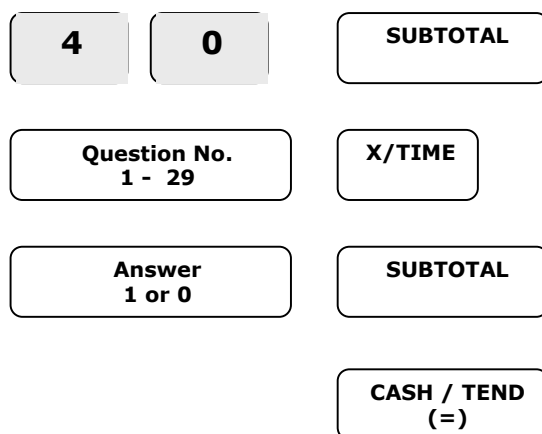 4 0 SUBTOTAL
Question No.
1 - 29
X/TIME
Answer
1 or 0
SUBTOTAL
CASH / TEND
(=)